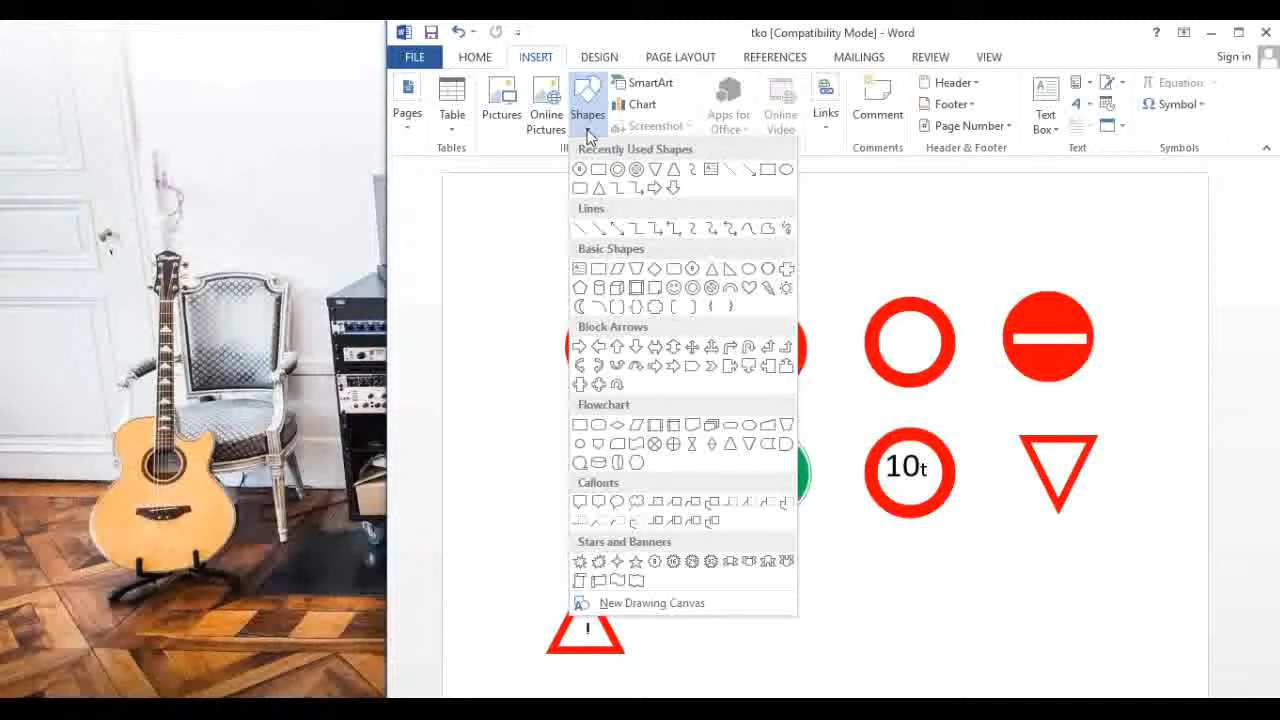 tko [Compatibility Mode] - Word
?
FILE HOME INSERT DESIGN PAGE LAYOUT REFERENCES MAILINGS REVIEW VIEW Sign in
Pages
Table
Tables
Pictures
Online
Pictures
Shapes
SmartArt
Chart
Screenshot
Apps for
Office
Online
Video
Links
Comment
Comments
Header
Footer
Page Number
Header & Footer
Text
Box
Text
Equation
Symbol
Symbols
Recently Used Shapes
Lines
Basic Shapes
Block Arrows
Flowchart
Callouts
Stars and Banners
New Drawing Canvas
10t
!